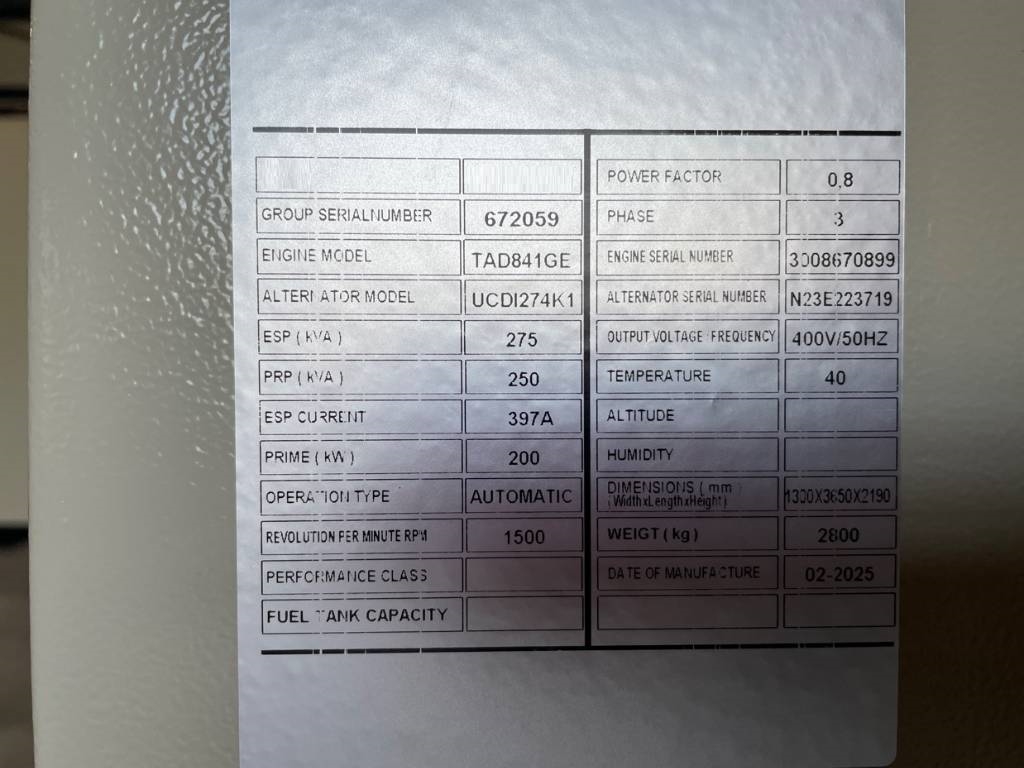 POWER FACTOR 0,8
GROUP SERIALNUMBER 672059
PHASE 3
ENGINE MODEL TAD841GE
ENGINE SERIAL NUMBER 3008670899
ALTERNATOR MODEL UCDI274K1
ALTERNATOR SERIAL NUMBER N23E223719
ESP ( kVA ) 275
OUTPUT VOLTAGE FREQUENCY 400V/50HZ
PRP ( kVA ) 250
TEMPERATURE 40
ESP CURRENT 397A
ALTITUDE
PRIME ( kW ) 200
HUMIDITY
OPERATION TYPE AUTOMATIC
DIMENSIONS ( mm )
(WidthxLengthxHeight) 1300X3650X2190
REVOLUTION PER MINUTE RPM 1500
WEIGT ( kg ) 2800
PERFORMANCE CLASS
DATE OF MANUFACTURE 02-2025
FUEL TANK CAPACITY